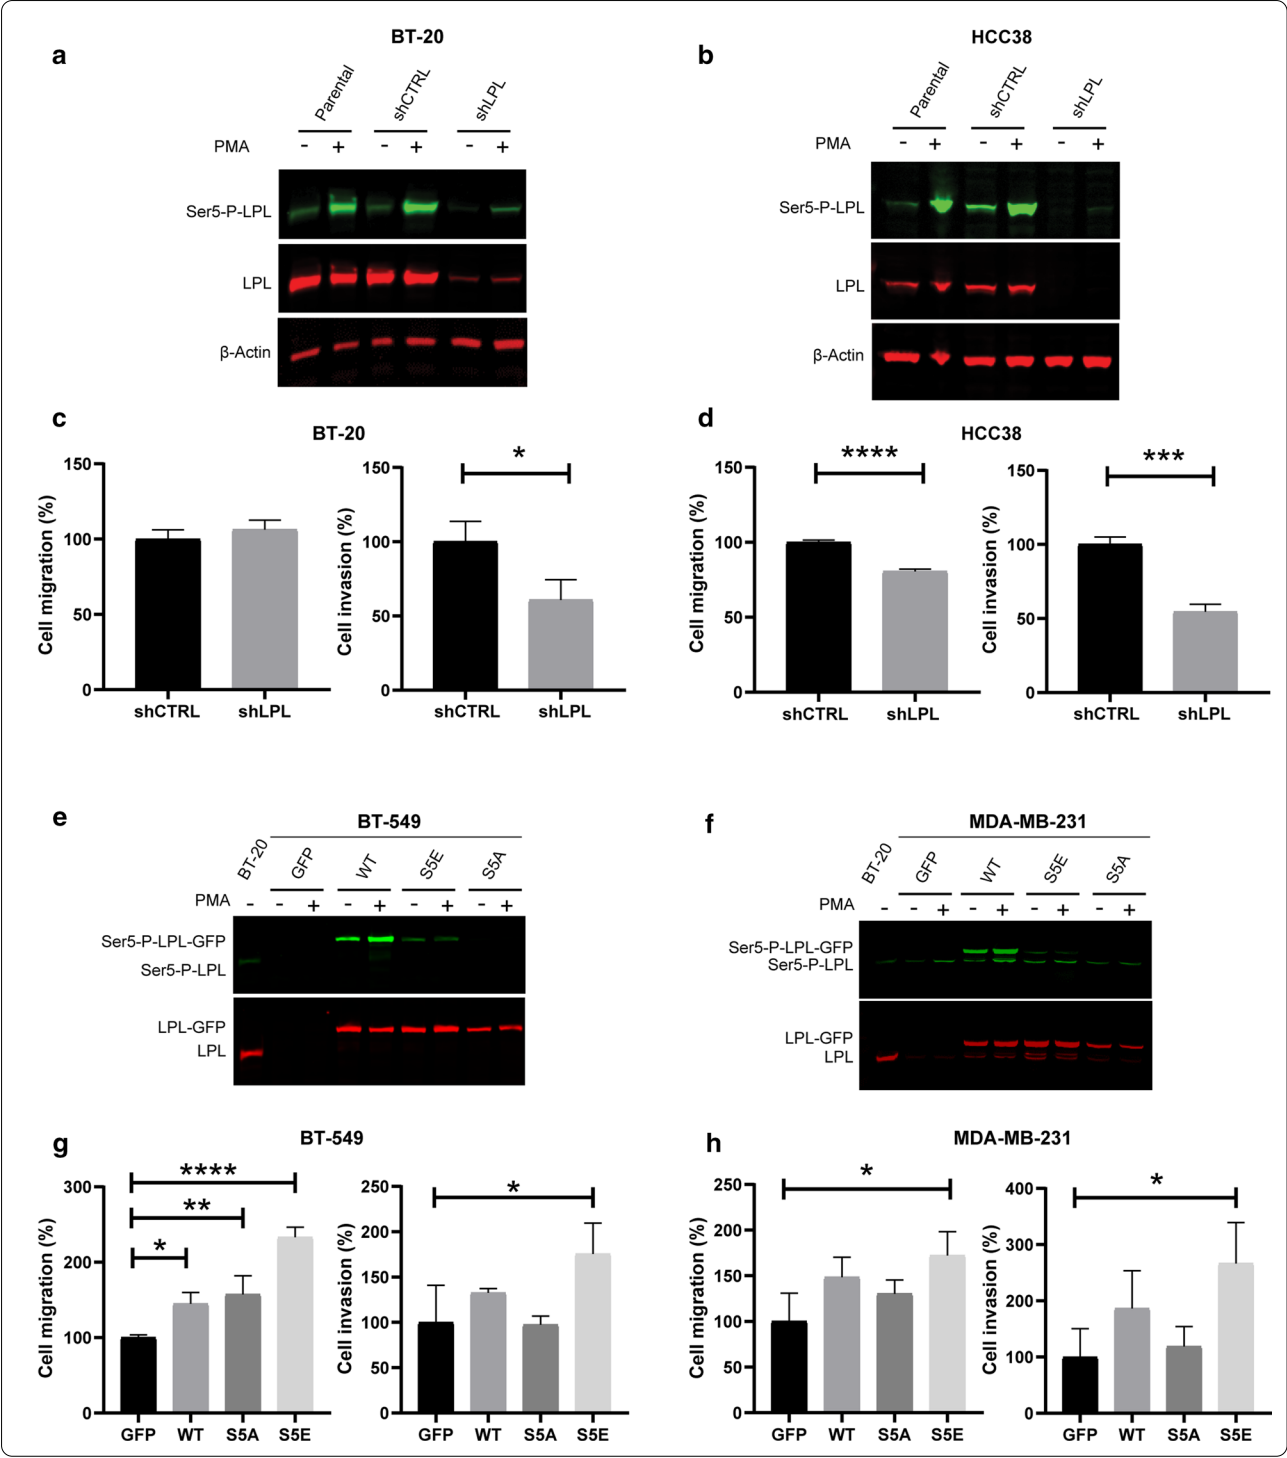 a
BT-20
Parental
shCTRL
shLPL
PMA
- + - + - +
Ser5-P-LPL
LPL
β-Actin
b
HCC38
Parental
shCTRL
shLPL
PMA
- + - + - +
Ser5-P-LPL
LPL
β-Actin
c
BT-20
Cell migration (%)
150
100
50
0
shCTRL shLPL
Cell invasion (%)
150
100
50
0
*
shCTRL shLPL
d
HCC38
Cell migration (%)
150
100
50
0
****
shCTRL shLPL
Cell invasion (%)
150
100
50
0
***
shCTRL shLPL
e
BT-549
BT-20
GFP
WT
S5E
S5A
PMA
- - + - + - + - +
Ser5-P-LPL-GFP
Ser5-P-LPL
LPL-GFP
LPL
f
MDA-MB-231
BT-20
GFP
WT
S5E
S5A
PMA
- - + - + - + - +
Ser5-P-LPL-GFP
Ser5-P-LPL
LPL-GFP
LPL
g
BT-549
Cell migration (%)
300
200
100
0
****
**
*
GFP WT S5A S5E
Cell invasion (%)
250
200
150
100
50
0
*
GFP WT S5A S5E
h
MDA-MB-231
Cell migration (%)
250
200
150
100
50
0
*
GFP WT S5A S5E
Cell invasion (%)
400
300
200
100
0
*
GFP WT S5A S5E